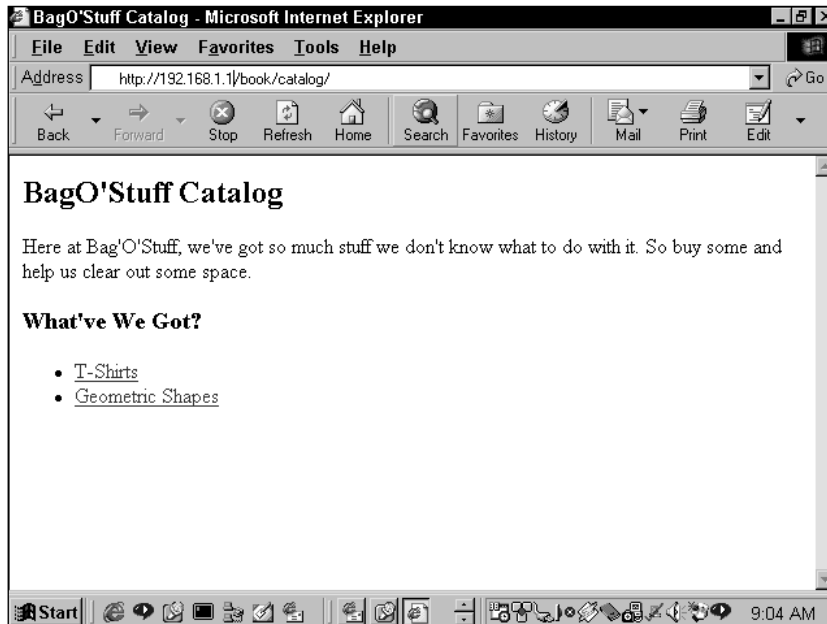 BagO'Stuff Catalog - Microsoft Internet Explorer
File Edit View Favorites Tools Help
Address http://192.168.1.1/book/catalog/ Go
Back Forward Stop Refresh Home Search Favorites History Mail Print Edit
BagO'Stuff Catalog
Here at Bag'O'Stuff, we've got so much stuff we don't know what to do with it. So buy some and
help us clear out some space.
What've We Got?
T-Shirts
Geometric Shapes
Start 9:04 AM